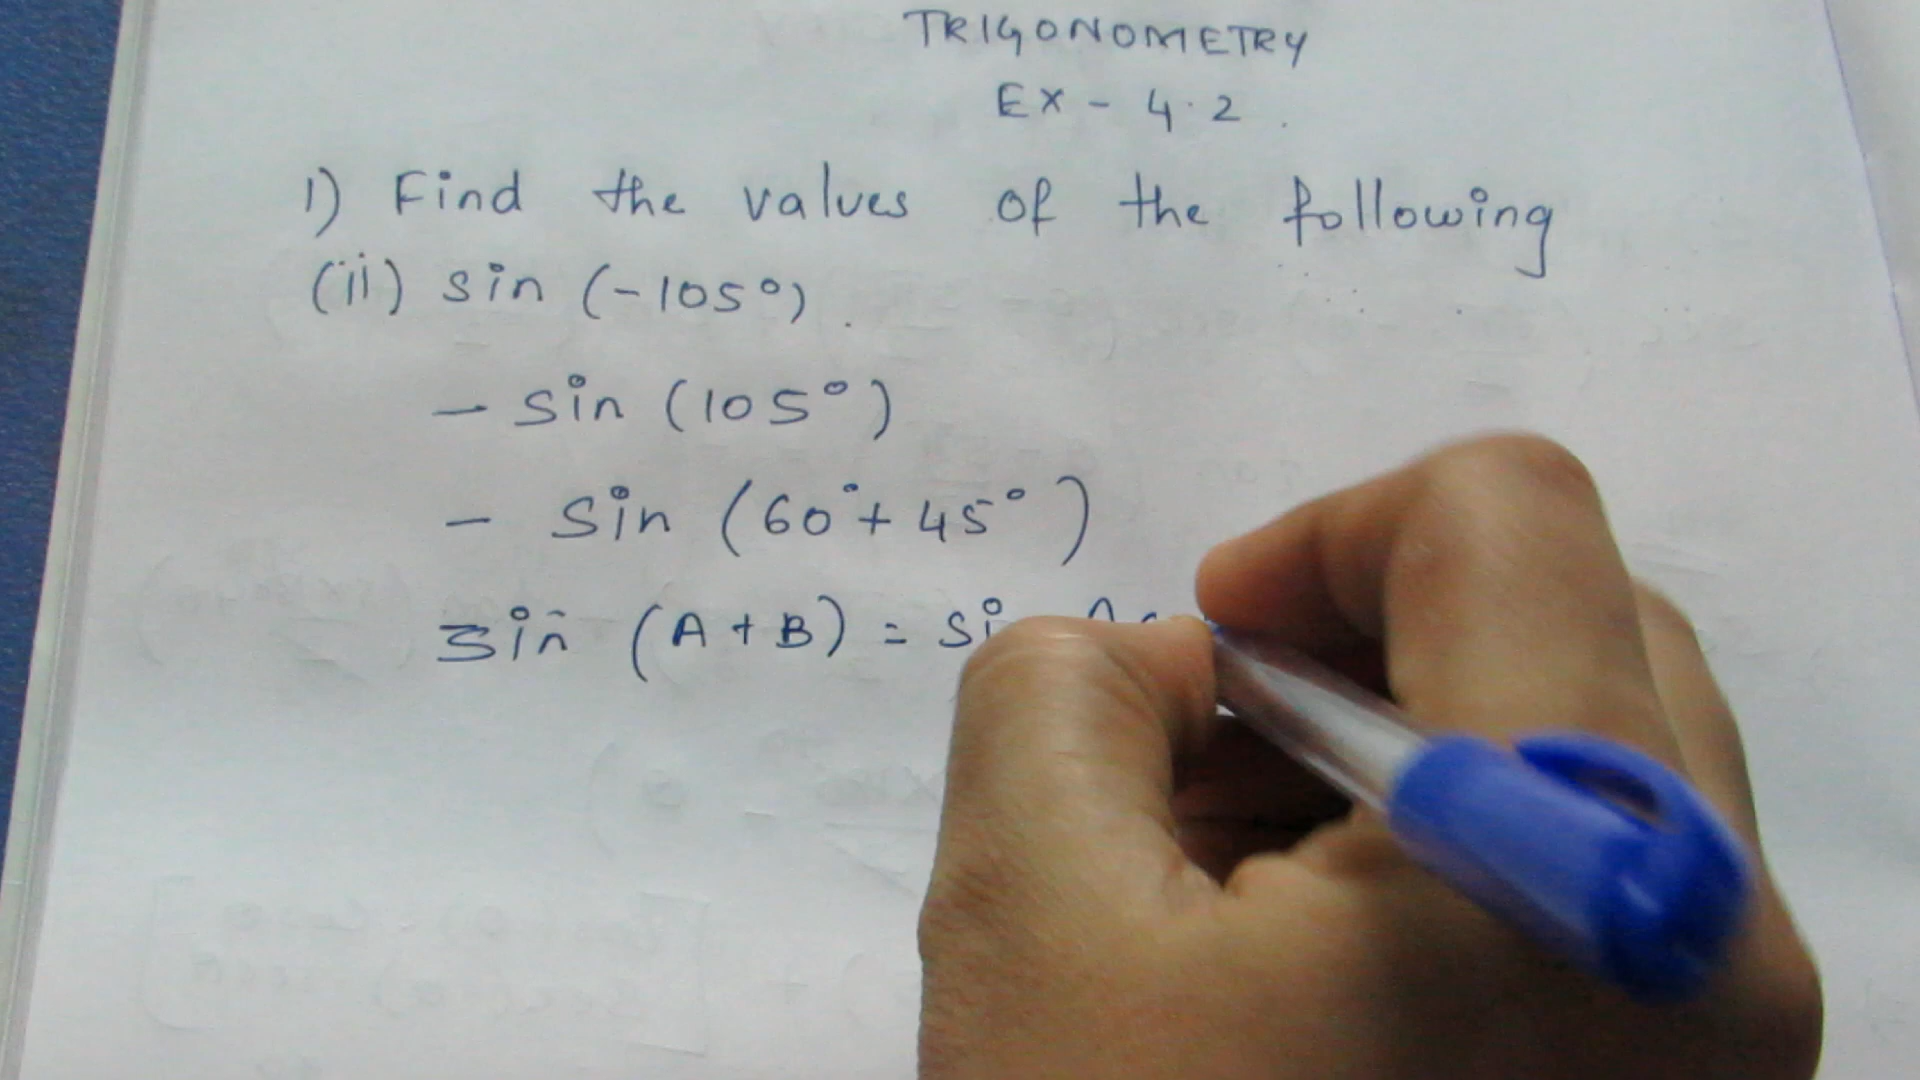 TRIGONOMETRY
EX - 4.2.
1) Find the values of the following
(ii) sin (-105°).
- sin (105°)
- sin (60°+ 45°)
sin (A + B) =